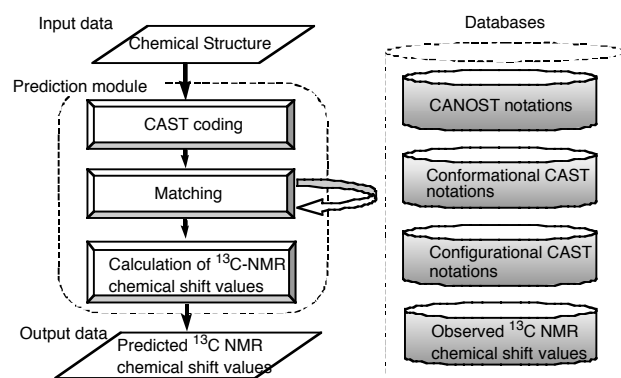 Input data
Chemical Structure
Prediction module
CAST coding
Matching
Calculation of ¹³C-NMR
chemical shift values
Output data
Predicted ¹³C NMR
chemical shift values
Databases
CANOST notations
Conformational CAST
notations
Configurational CAST
notations
Observed ¹³C NMR
chemical shift values